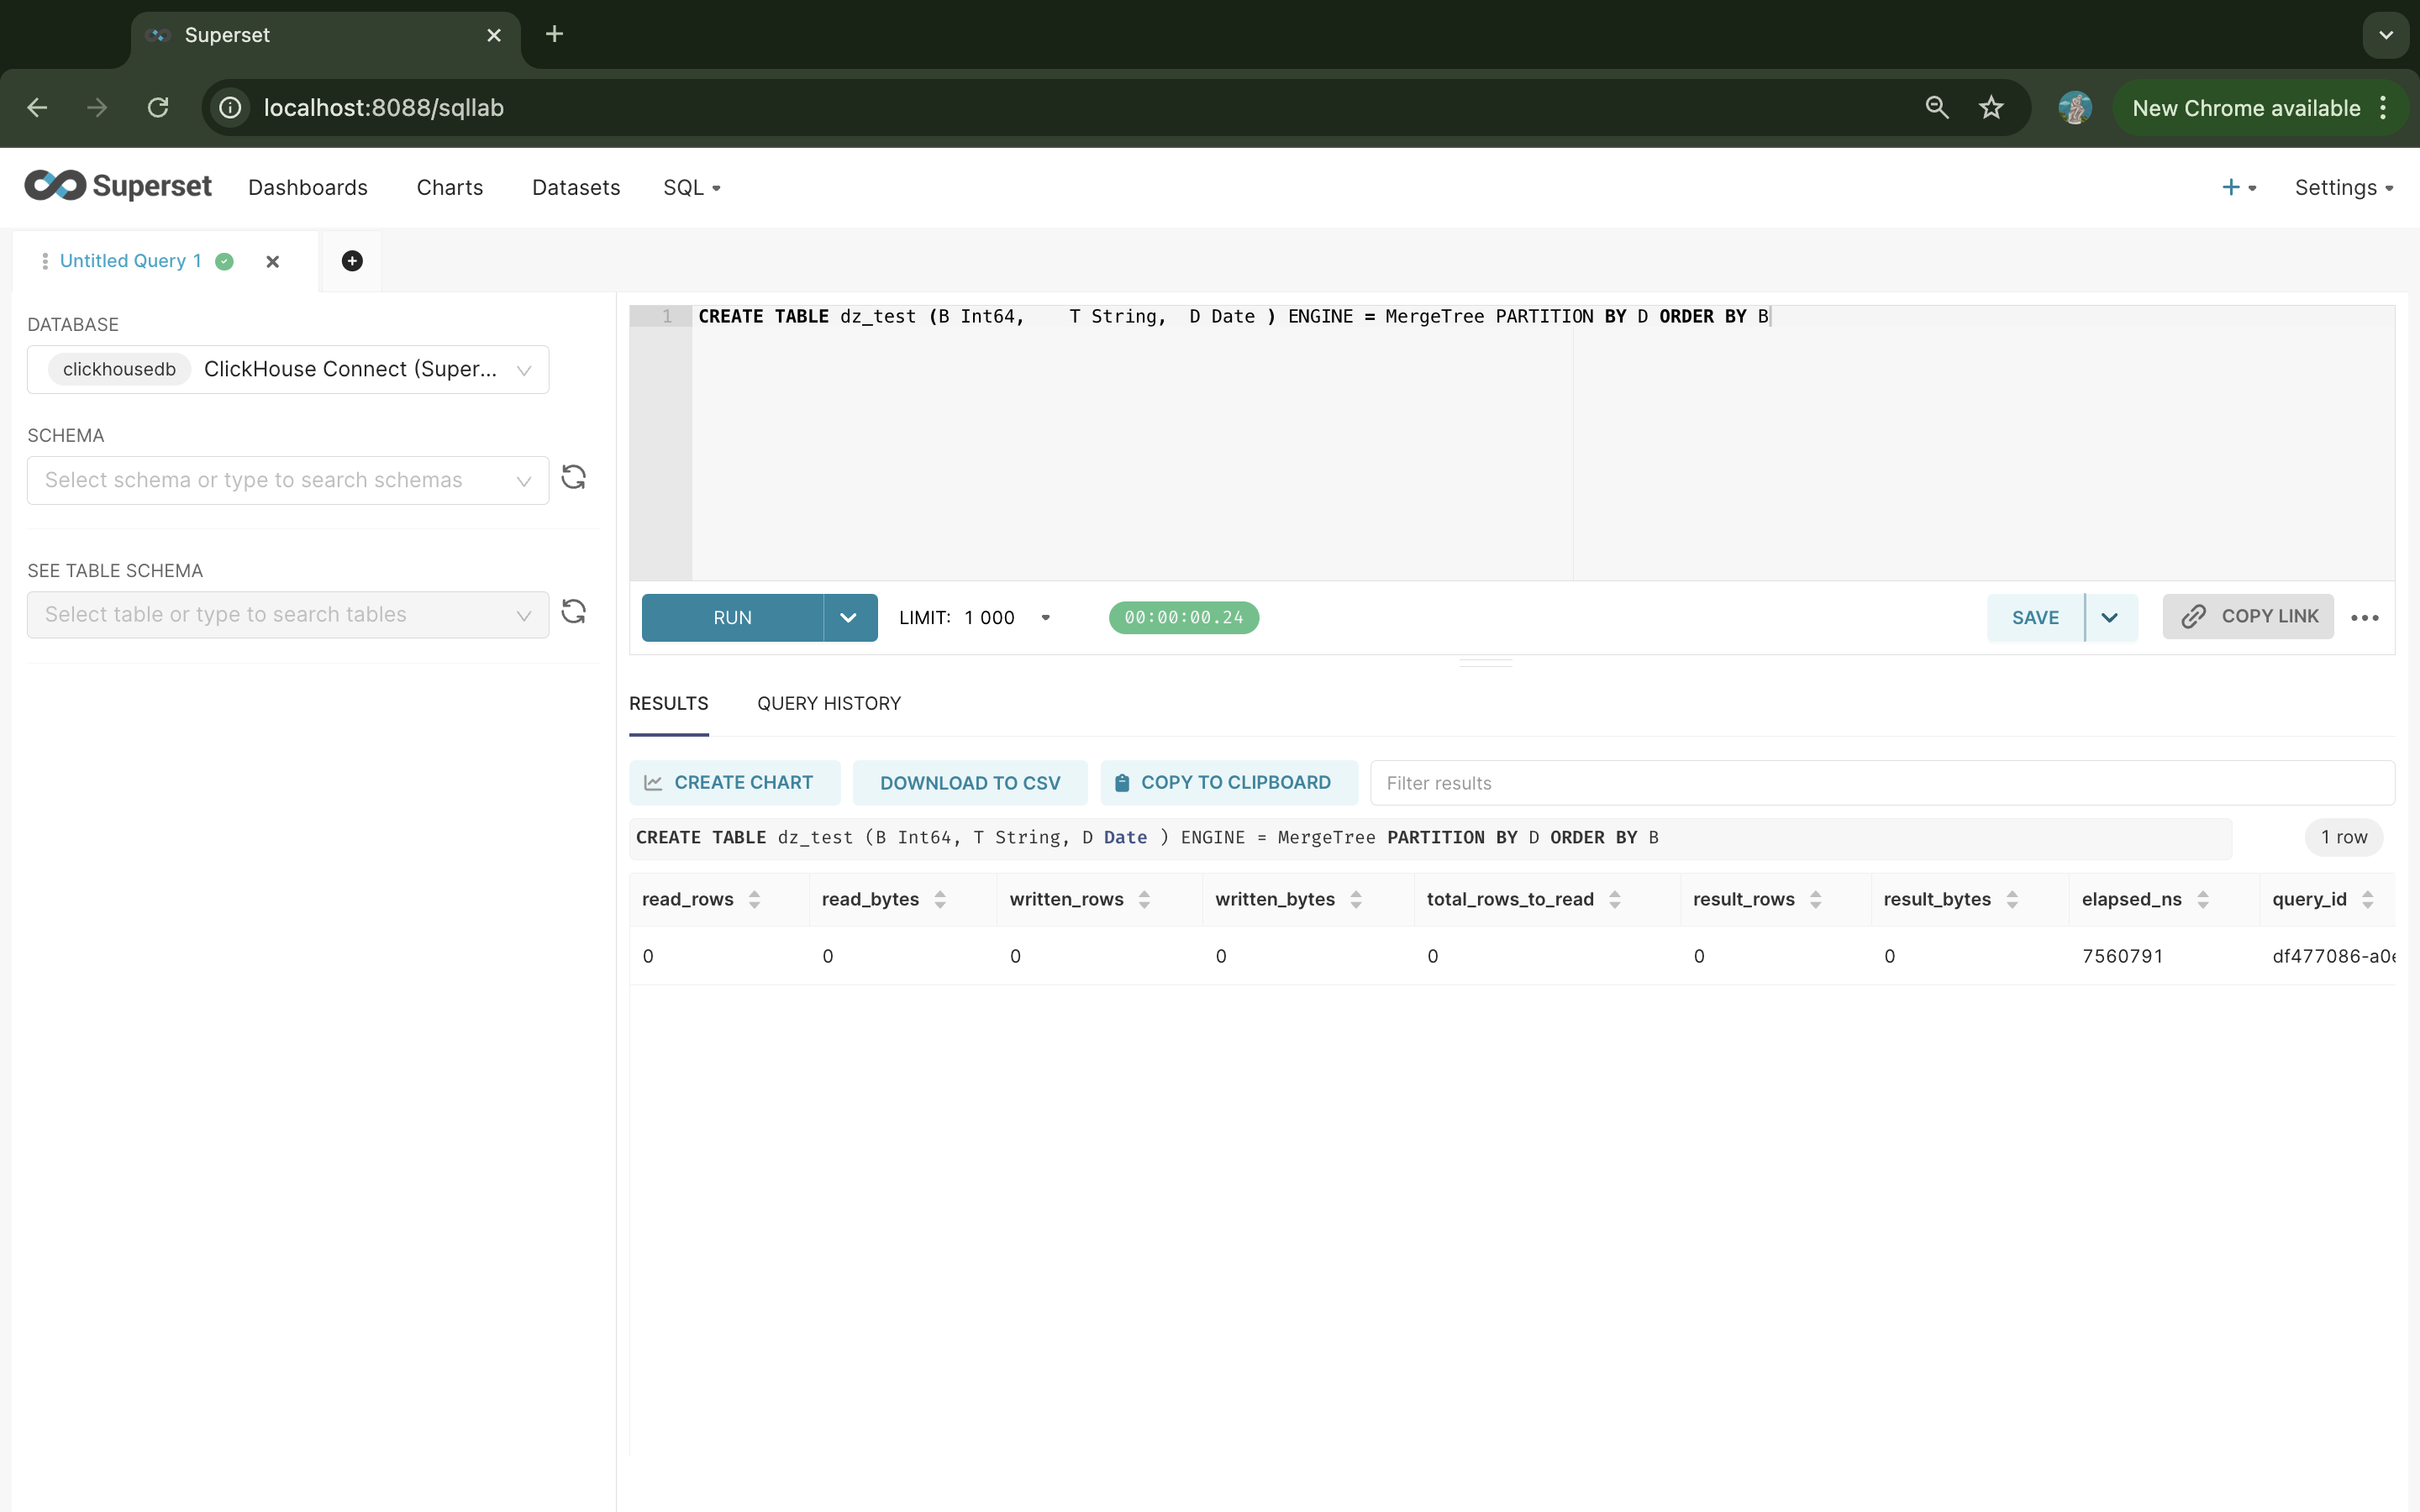 Superset
localhost:8088/sqllab
New Chrome available
Superset Dashboards Charts Datasets SQL Settings
Untitled Query 1
DATABASE
clickhousedb ClickHouse Connect (Super...
SCHEMA
Select schema or type to search schemas
SEE TABLE SCHEMA
Select table or type to search tables
1 CREATE TABLE dz_test (B Int64,    T String,  D Date ) ENGINE = MergeTree PARTITION BY D ORDER BY B
RUN LIMIT: 1 000 00:00:00.24 SAVE COPY LINK
RESULTS QUERY HISTORY
CREATE CHART DOWNLOAD TO CSV COPY TO CLIPBOARD Filter results
CREATE TABLE dz_test (B Int64, T String, D Date ) ENGINE = MergeTree PARTITION BY D ORDER BY B 1 row
read_rows read_bytes written_rows written_bytes total_rows_to_read result_rows result_bytes elapsed_ns query_id
0 0 0 0 0 0 0 7560791 df477086-a0e